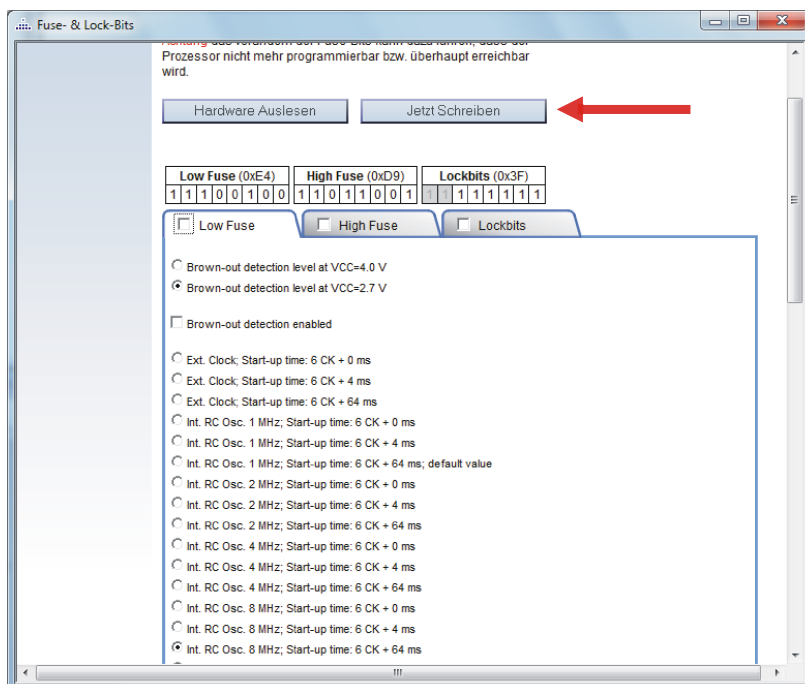 Fuse- & Lock-Bits
Achtung das verändern der Fuse-Bits kann dazu führen, dass der
Prozessor nicht mehr programmierbar bzw. überhaupt erreichbar
wird.
Hardware Auslesen Jetzt Schreiben
Low Fuse (0xE4) High Fuse (0xD9) Lockbits (0x3F)
1 1 1 0 0 1 0 0 1 1 0 1 1 0 0 1 1 1 1 1 1 1 1 1
Low Fuse High Fuse Lockbits
Brown-out detection level at VCC=4.0 V
Brown-out detection level at VCC=2.7 V
Brown-out detection enabled
Ext. Clock; Start-up time: 6 CK + 0 ms
Ext. Clock; Start-up time: 6 CK + 4 ms
Ext. Clock; Start-up time: 6 CK + 64 ms
Int. RC Osc. 1 MHz; Start-up time: 6 CK + 0 ms
Int. RC Osc. 1 MHz; Start-up time: 6 CK + 4 ms
Int. RC Osc. 1 MHz; Start-up time: 6 CK + 64 ms; default value
Int. RC Osc. 2 MHz; Start-up time: 6 CK + 0 ms
Int. RC Osc. 2 MHz; Start-up time: 6 CK + 4 ms
Int. RC Osc. 2 MHz; Start-up time: 6 CK + 64 ms
Int. RC Osc. 4 MHz; Start-up time: 6 CK + 0 ms
Int. RC Osc. 4 MHz; Start-up time: 6 CK + 4 ms
Int. RC Osc. 4 MHz; Start-up time: 6 CK + 64 ms
Int. RC Osc. 8 MHz; Start-up time: 6 CK + 0 ms
Int. RC Osc. 8 MHz; Start-up time: 6 CK + 4 ms
Int. RC Osc. 8 MHz; Start-up time: 6 CK + 64 ms